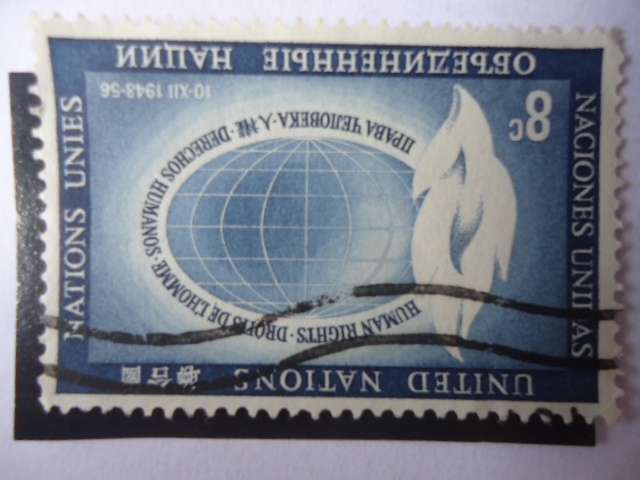 UNITED NATIONS 聯合國
NACIONES UNIDAS
NATIONS UNIES
HUMAN RIGHTS · DROITS DE L'HOMME · DERECHOS HUMANOS · 人權 · ПРАВА ЧЕЛОВЕКА
8c
10·XII 1948-56
ОБЪЕДИНЕННЫЕ НАЦИИ